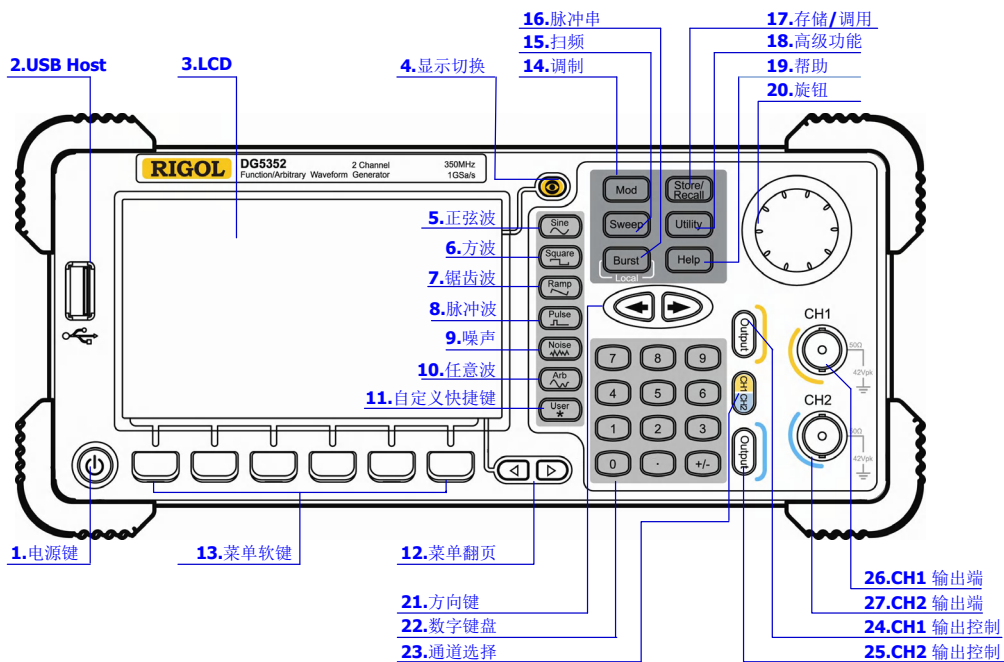 16.脉冲串
17.存储/调用
15.扫频
18.高级功能
2.USB Host
3.LCD
4.显示切换
14.调制
19.帮助
20.旋钮
RIGOL
DG5352
2 Channel
350MHz
Function/Arbitrary Waveform Generator
1GSa/s
Mod
Store/
Recall
5.正弦波
Sine
Sweep
Utility
6.方波
Square
Burst
Help
Local
7.锯齿波
Ramp
8.脉冲波
Pulse
9.噪声
Noise
10.任意波
Arb
11.自定义快捷键
User
*
7
8
9
4
5
6
1
2
3
0
.
+/-
Output
CH1
CH2
Output
CH1
50Ω
42Vpk
CH2
50Ω
42Vpk
1.电源键
13.菜单软键
12.菜单翻页
26.CH1 输出端
21.方向键
27.CH2 输出端
22.数字键盘
24.CH1 输出控制
23.通道选择
25.CH2 输出控制